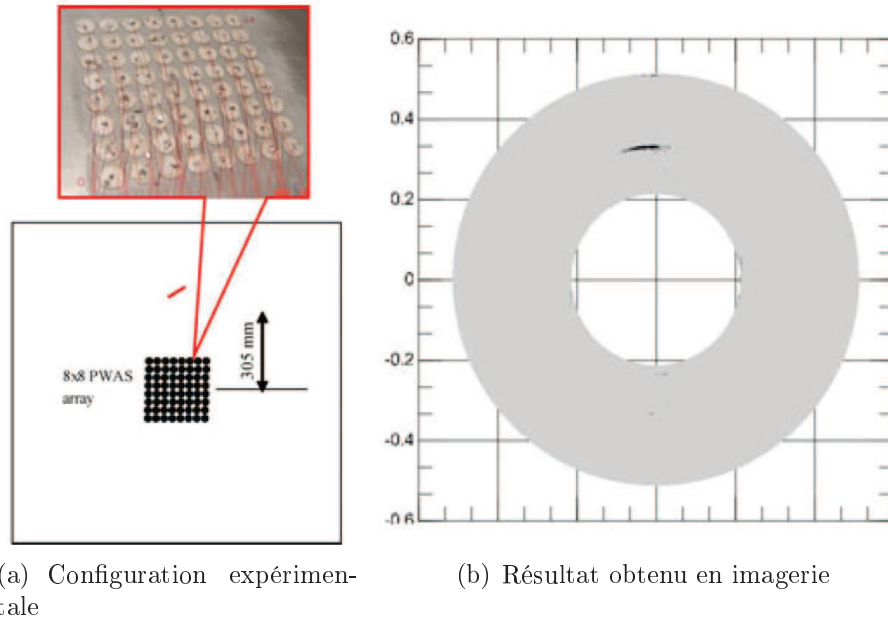 305 mm
8x8 PWAS
array
0.6
0.4
0.2
0
-0.2
-0.4
-0.6
(a) Configuration expérimen-
tale
(b) Résultat obtenu en imagerie